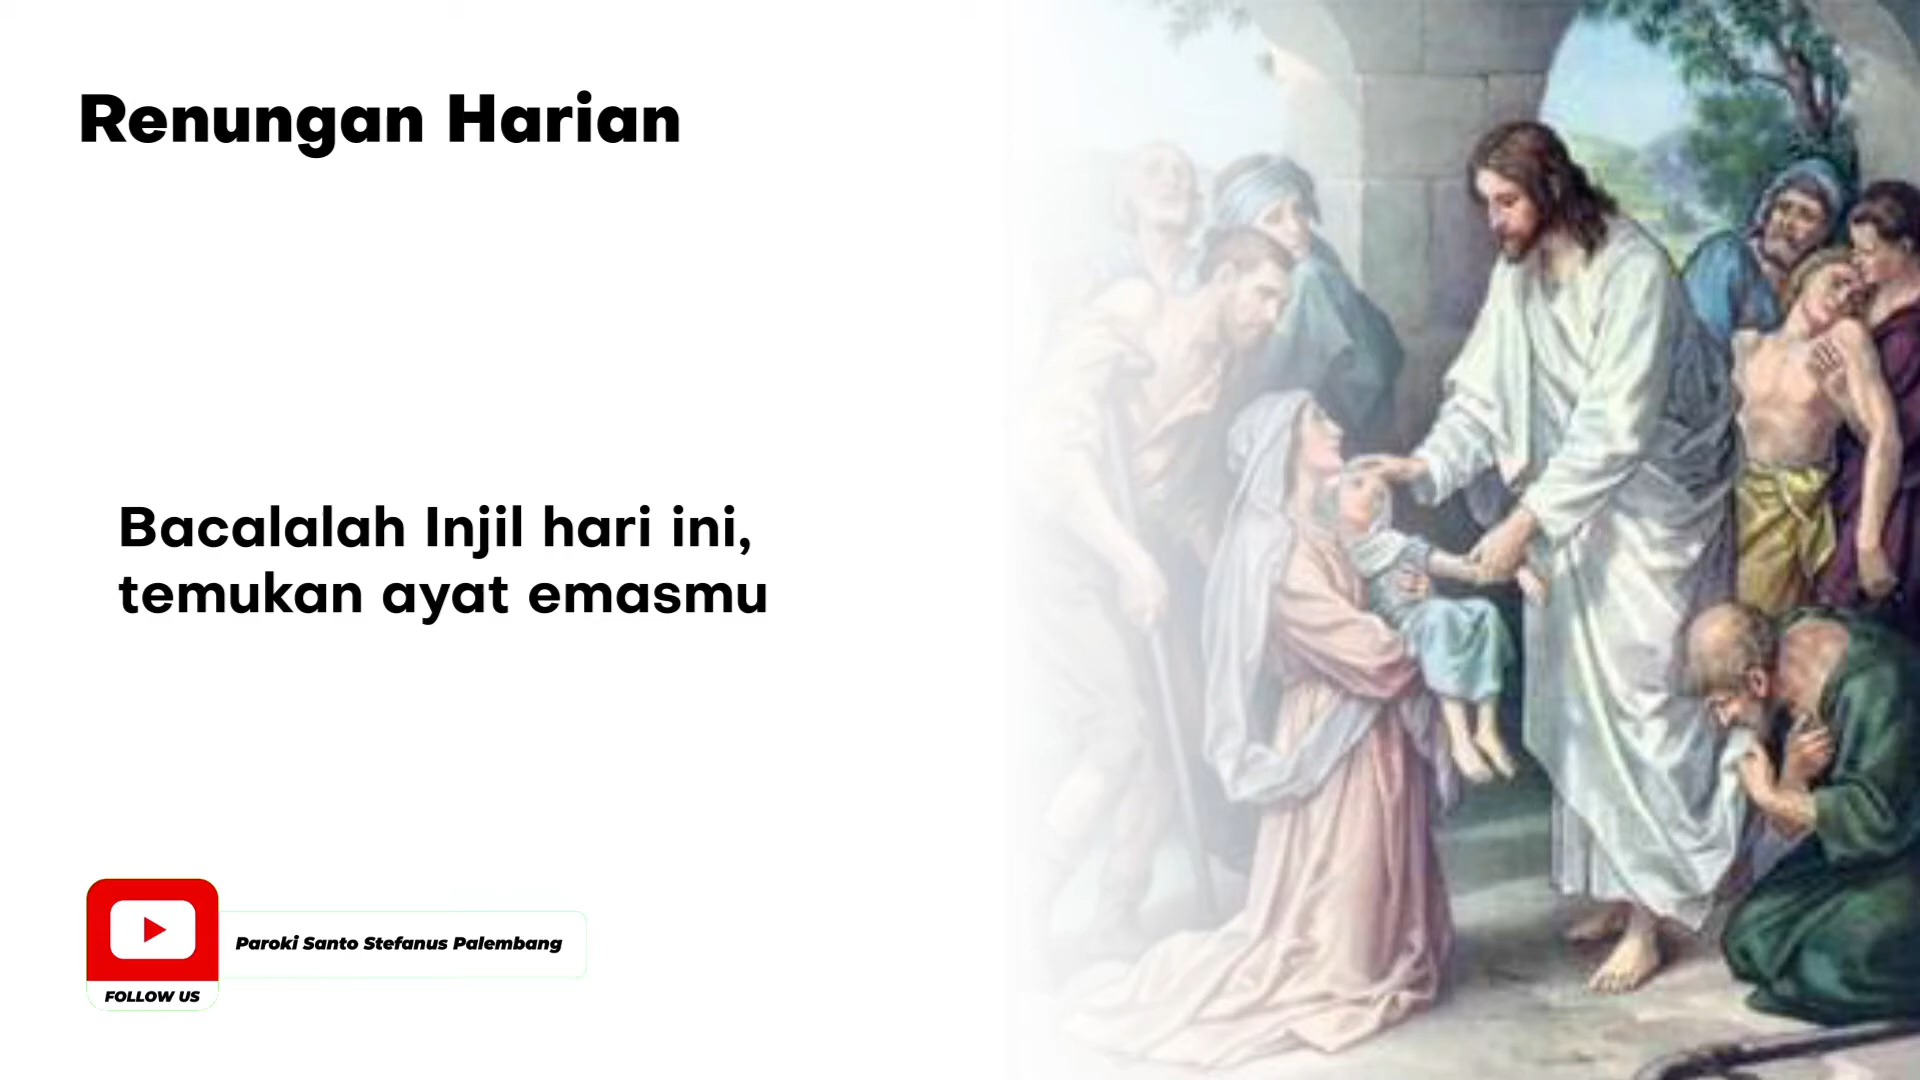 Renungan Harian
Bacalalah Injil hari ini,
temukan ayat emasmu
Paroki Santo Stefanus Palembang
FOLLOW US